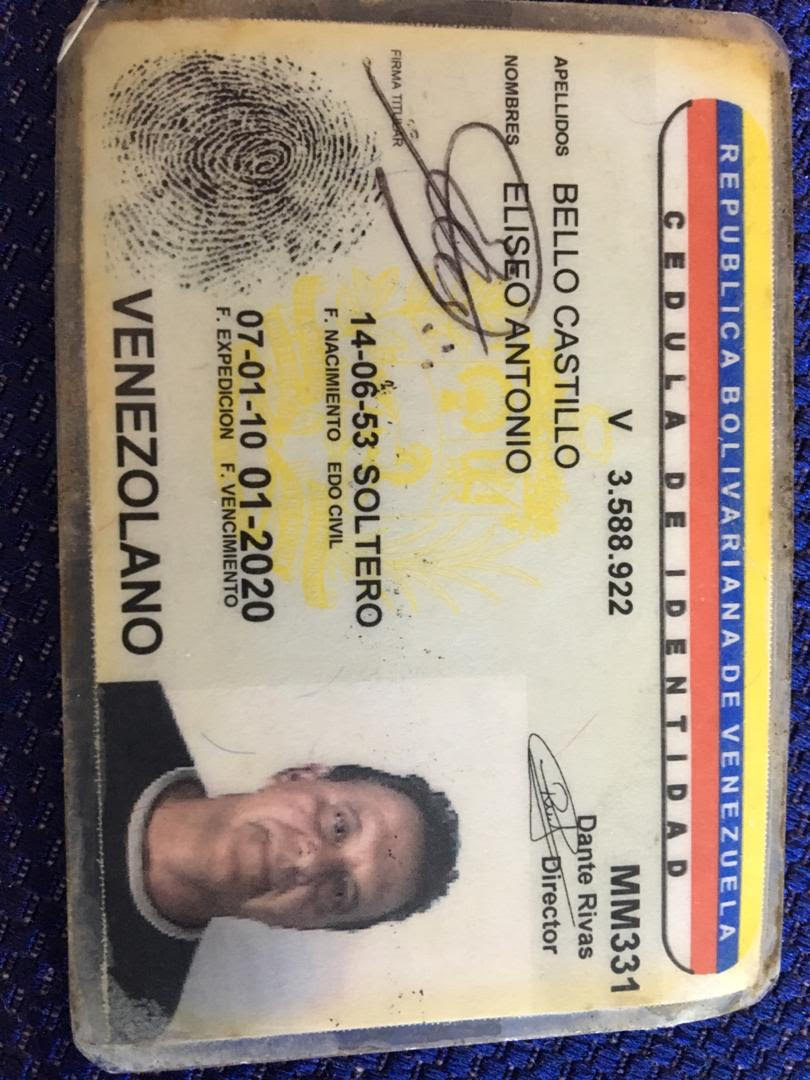 REPUBLICA BOLIVARIANA DE VENEZUELA
CEDULA DE IDENTIDAD
V 3.588.922 MM331
APELLIDOS BELLO CASTILLO
NOMBRES ELISEO ANTONIO
Dante Rivas
Director
FIRMA TITULAR
14-06-53 SOLTERO
F. NACIMIENTO EDO CIVIL
07-01-10 01-2020
F. EXPEDICION F. VENCIMIENTO
VENEZOLANO